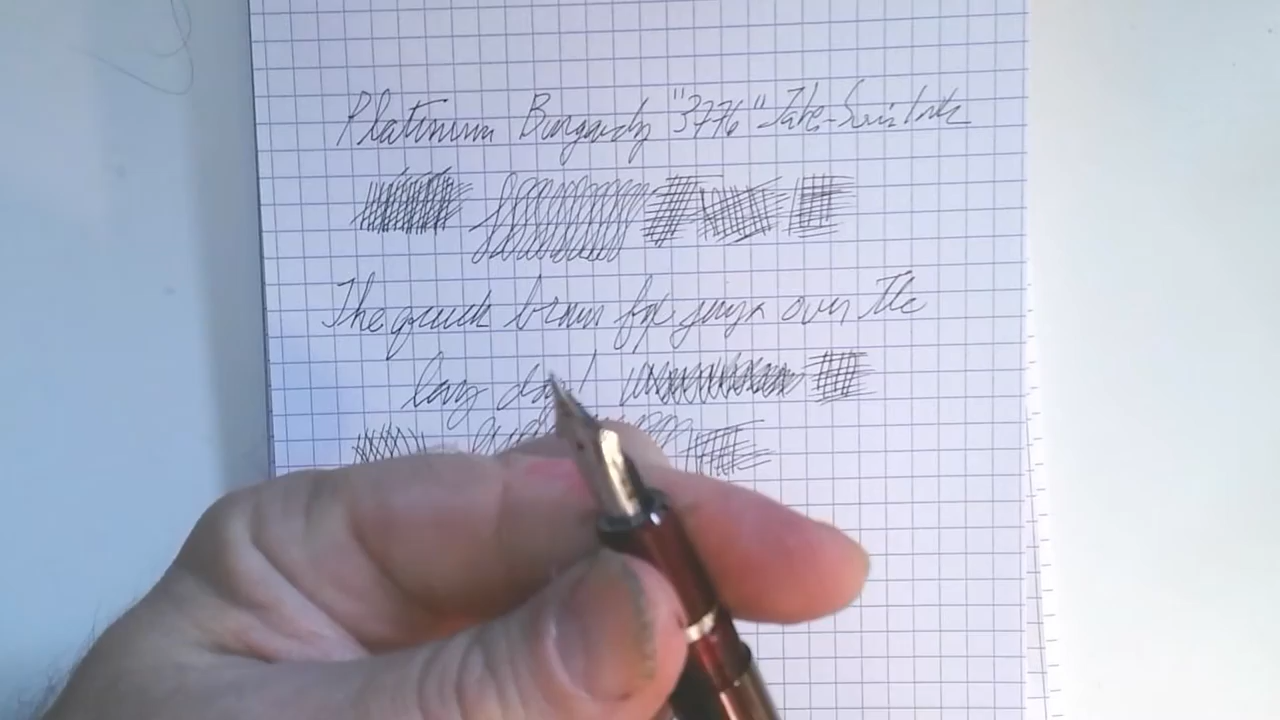 Platinum Burgundy "3776" Take-Sumi Ink
The quick brown fox jumps over the
lazy dog!